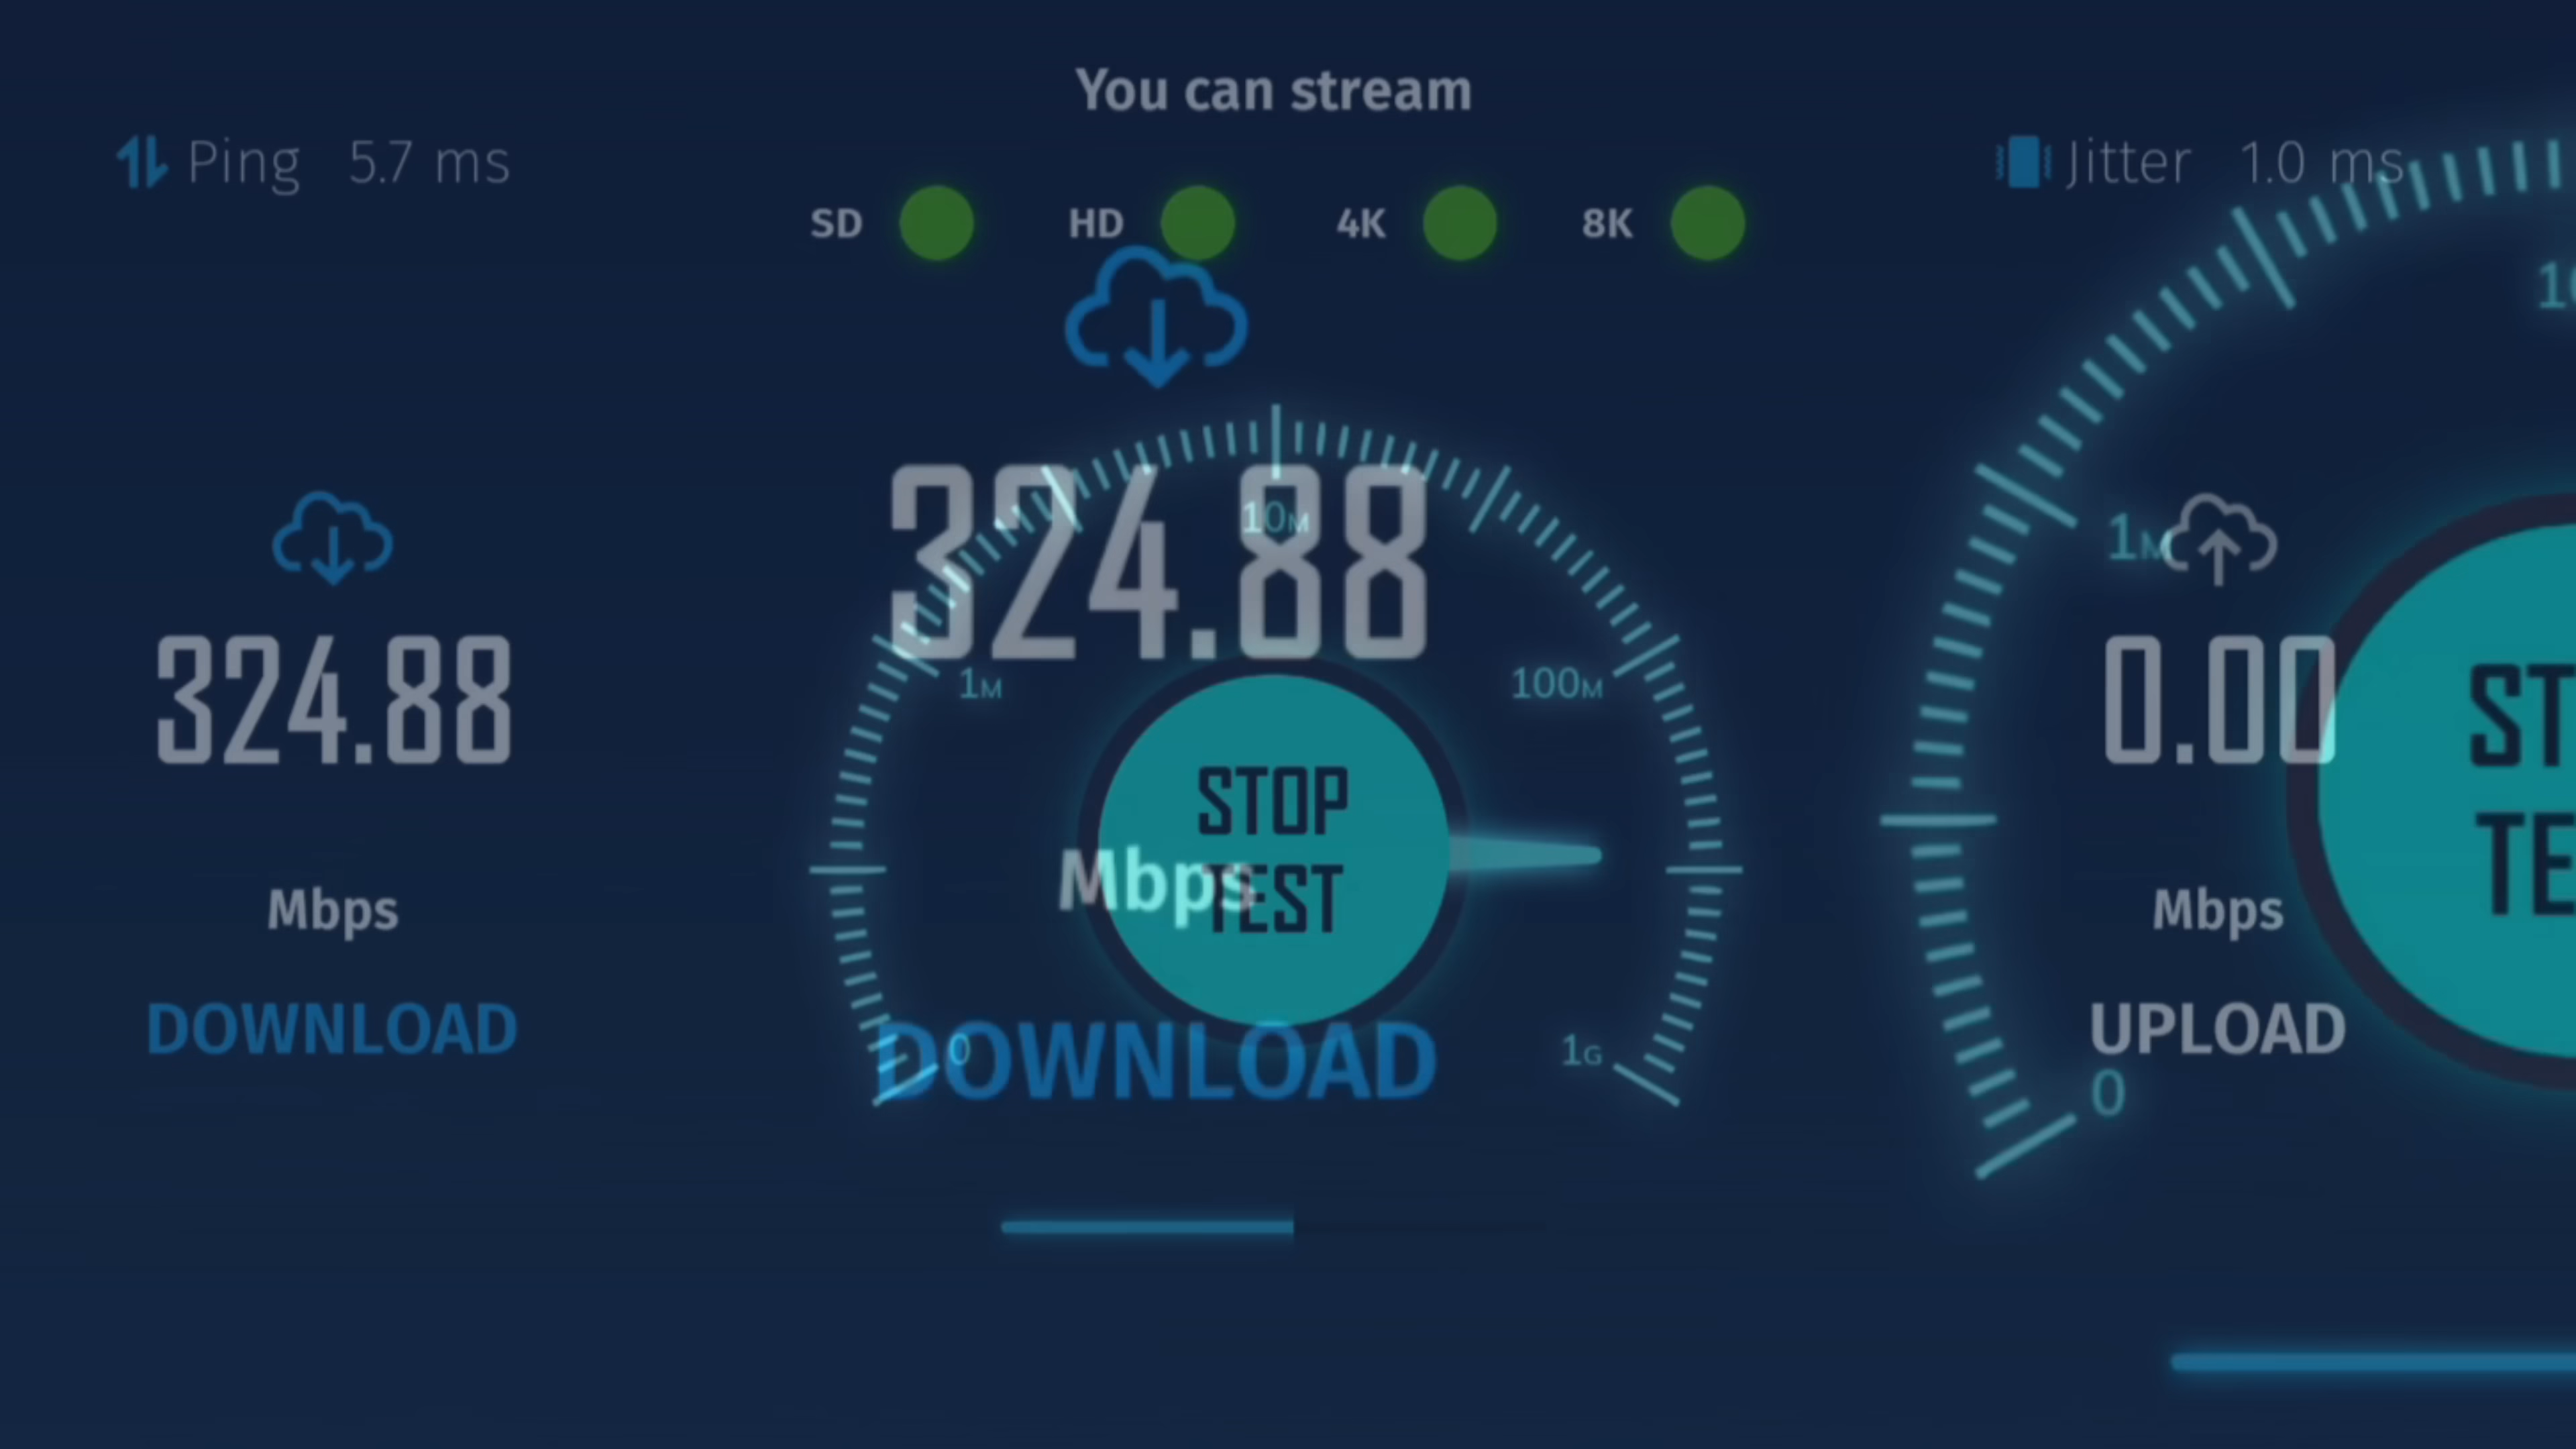 You can stream
Ping 5.7 ms
Jitter 1.0 ms
SD HD 4K 8K
10M
324.88
324.88
0.00
1M
100M
1M
STOP
TEST
Mbps
Mbps
Mbps
DOWNLOAD
DOWNLOAD
UPLOAD
0
1G
0